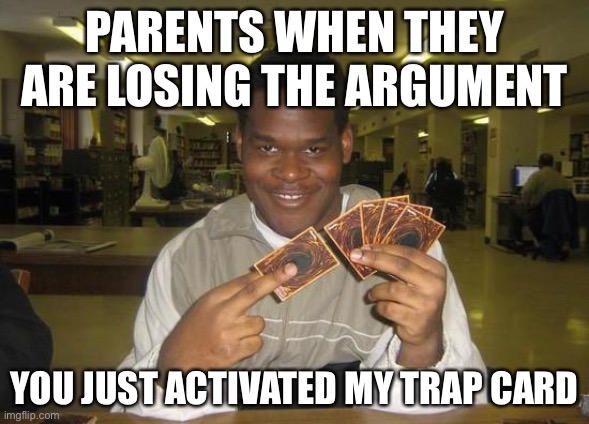 PARENTS WHEN THEY
ARE LOSING THE ARGUMENT
YOU JUST ACTIVATED MY TRAP CARD
imgflip.com